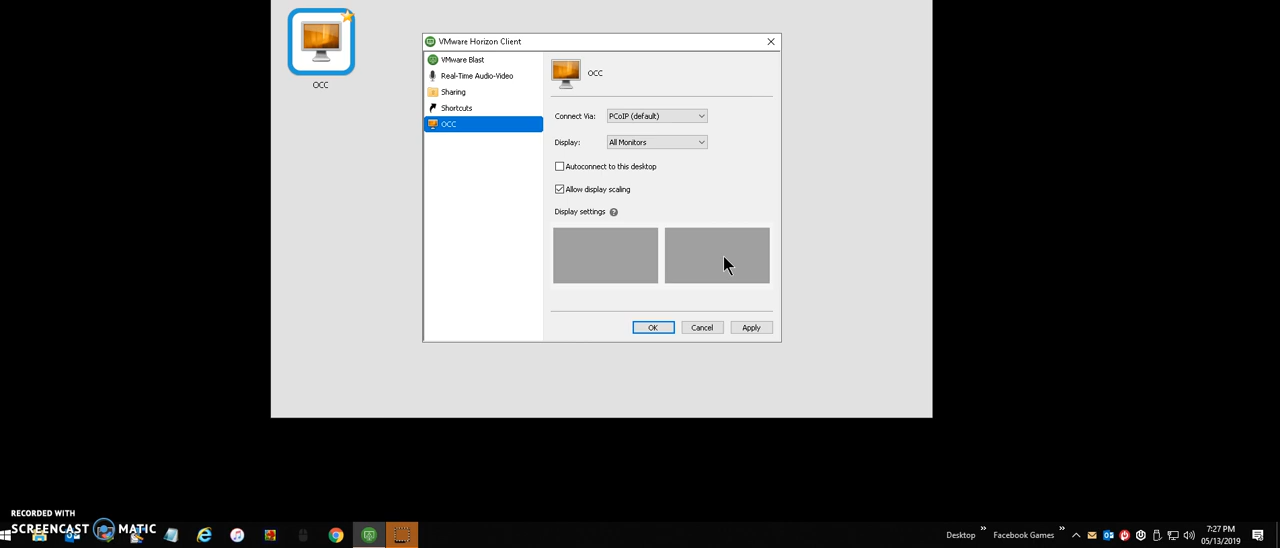 OCC
VMware Horizon Client
VMware Blast
Real-Time Audio-Video
Sharing
Shortcuts
OCC
OCC
Connect Via: PCoIP (default)
Display: All Monitors
Autoconnect to this desktop
Allow display scaling
Display settings ?
OK Cancel Apply
RECORDED WITH
SCREENCAST MATIC
Desktop » Facebook Games » 7:27 PM
05/13/2019